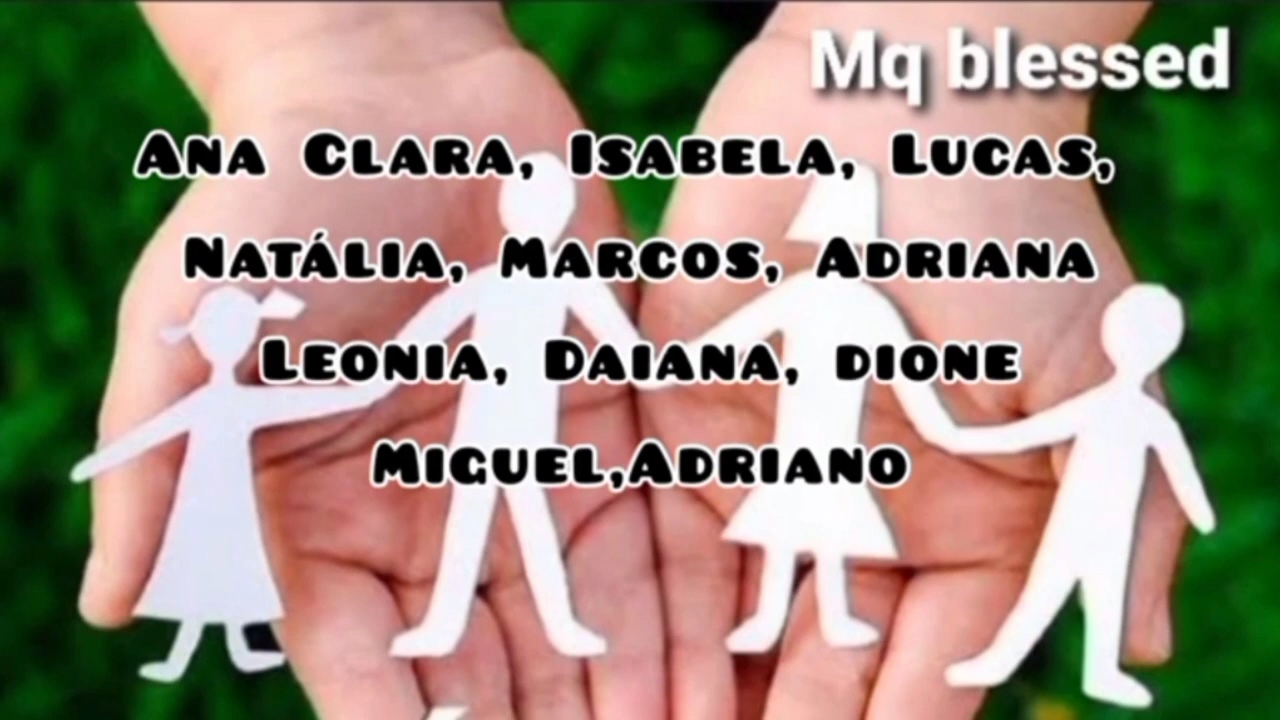 Mq blessed
Ana Clara, Isabela, Lucas,
Natália, Marcos, Adriana
Leonia, Daiana, dione
Miguel,Adriano